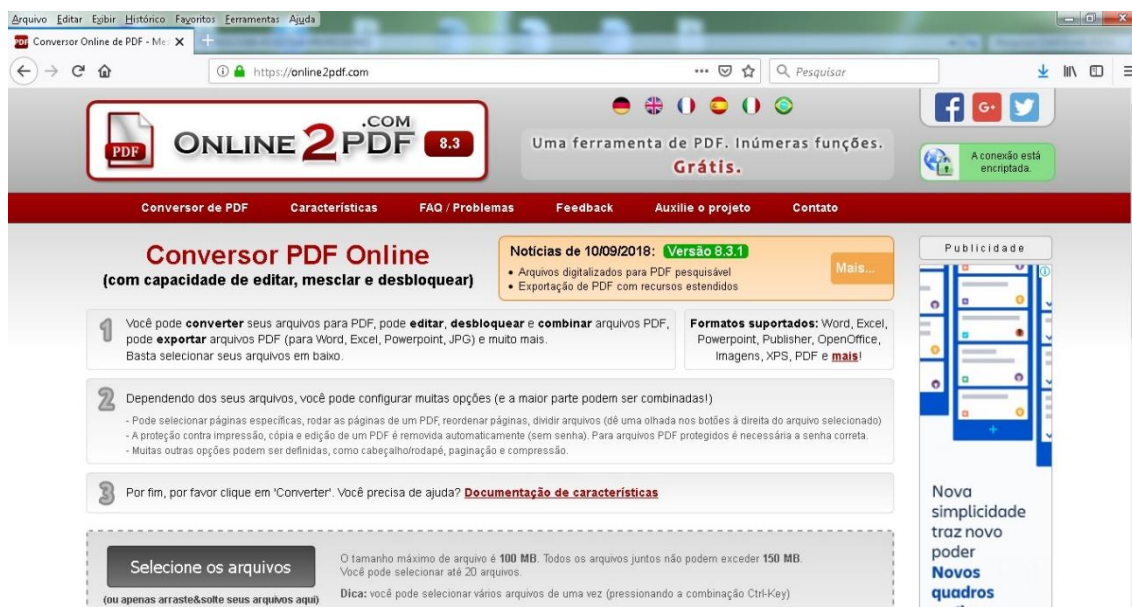 Arquivo Editar Exibir Histórico Favoritos Ferramentas Ajuda
Conversor Online de PDF - Me
https://online2pdf.com
Pesquisar
PDF
ONLINE2PDF.COM
8.3
Uma ferramenta de PDF. Inúmeras funções.
Grátis.
A conexão está
encriptada.
Conversor de PDF Características FAQ / Problemas Feedback Auxilie o projeto Contato
Conversor PDF Online
(com capacidade de editar, mesclar e desbloquear)
Notícias de 10/09/2018: Versão 8.3.1
• Arquivos digitalizados para PDF pesquisável
• Exportação de PDF com recursos estendidos
Mais...
Publicidade
1
Você pode converter seus arquivos para PDF, pode editar, desbloquear e combinar arquivos PDF,
pode exportar arquivos PDF (para Word, Excel, Powerpoint, JPG) e muito mais.
Basta selecionar seus arquivos em baixo.
Formatos suportados: Word, Excel,
Powerpoint, Publisher, OpenOffice,
Imagens, XPS, PDF e mais!
2
Dependendo dos seus arquivos, você pode configurar muitas opções (e a maior parte podem ser combinadas!)
- Pode selecionar páginas específicas, rodar as páginas de um PDF, reordenar páginas, dividir arquivos (dê uma olhada nos botões à direita do arquivo selecionado)
- A proteção contra impressão, cópia e edição de um PDF é removida automaticamente (sem senha). Para arquivos PDF protegidos é necessária a senha correta.
- Muitas outras opções podem ser definidas, como cabeçalho/rodapé, paginação e compressão.
3
Por fim, por favor clique em 'Converter'. Você precisa de ajuda? Documentação de características
Selecione os arquivos
(ou apenas arraste&solte seus arquivos aqui)
O tamanho máximo de arquivo é 100 MB. Todos os arquivos juntos não podem exceder 150 MB.
Você pode selecionar até 20 arquivos.
Dica: você pode selecionar vários arquivos de uma vez (pressionando a combinação Ctrl-Key)
Nova
simplicidade
traz novo
poder
Novos
quadros